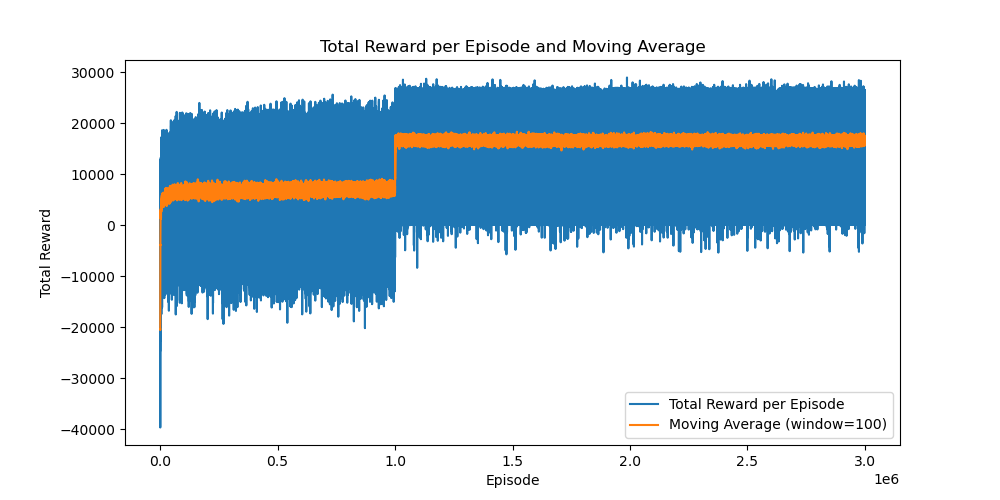 Total Reward per Episode and Moving Average
Total Reward
30000
20000
10000
0
−10000
−20000
−30000
−40000
Total Reward per Episode
Moving Average (window=100)
0.0
0.5
1.0
1.5
2.0
2.5
3.0
1e6
Episode